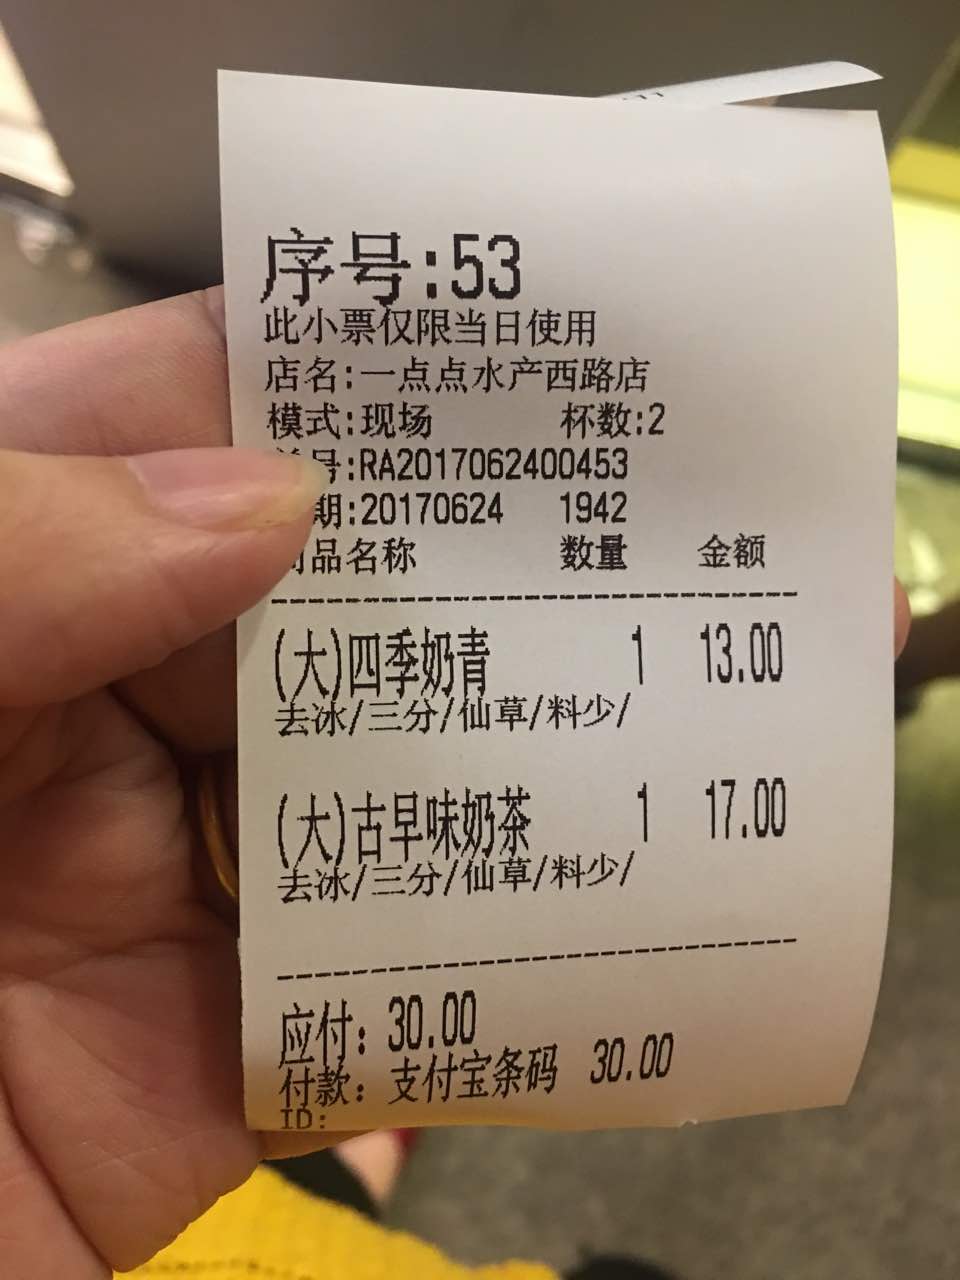 序号:53
此小票仅限当日使用
店名:一点点水产西路店
模式:现场 杯数:2
号:RA2017062400453
期:20170624 1942
品名称 数量 金额
(大)四季奶青 1 13.00
去冰/三分/仙草/料少/
(大)古早味奶茶 1 17.00
去冰/三分/仙草/料少/
应付: 30.00
付款: 支付宝条码 30.00
ID: